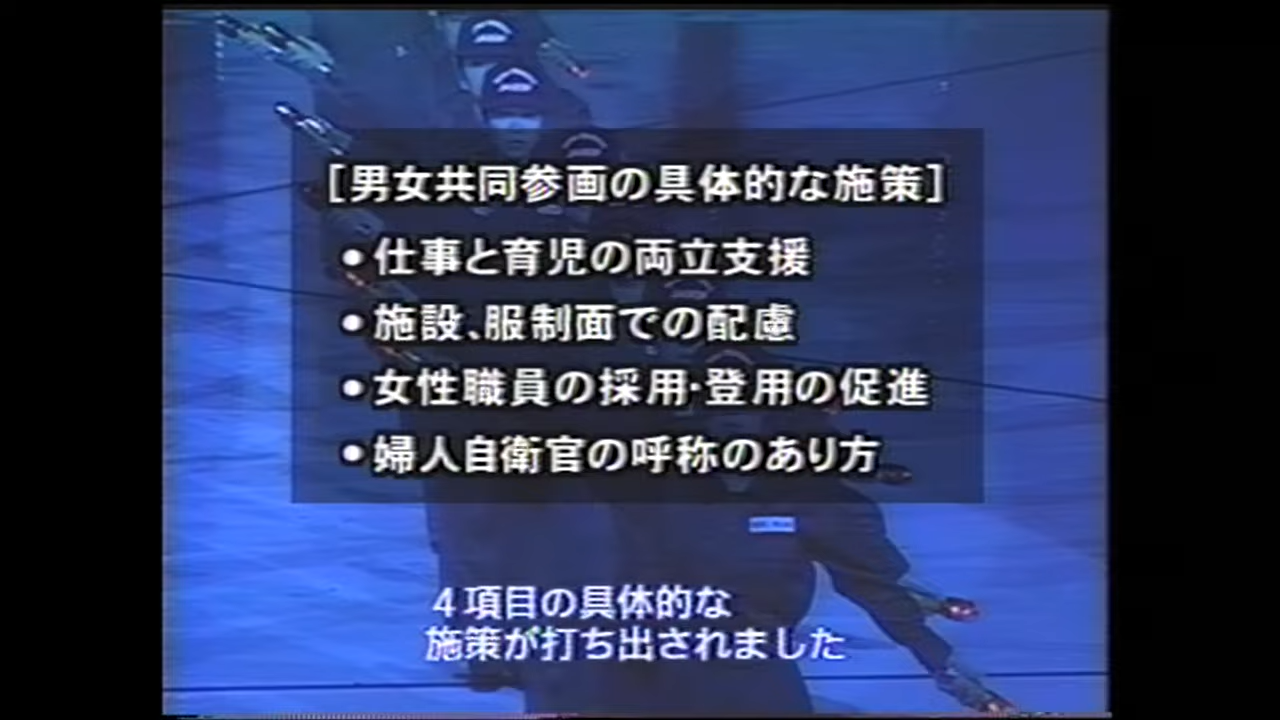 [男女共同参画の具体的な施策]
•仕事と育児の両立支援
•施設、服制面での配慮
•女性職員の採用・登用の促進
•婦人自衛官の呼称のあり方
4項目の具体的な
施策が打ち出されました